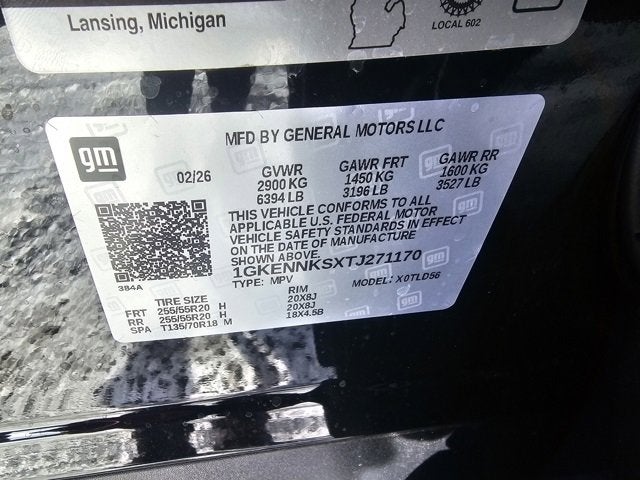 Lansing, Michigan
LOCAL 602
gm
MFD BY GENERAL MOTORS LLC
02/26 GVWR GAWR FRT GAWR RR
2900 KG 1450 KG 1600 KG
6394 LB 3196 LB 3527 LB
THIS VEHICLE CONFORMS TO ALL
APPLICABLE U.S. FEDERAL MOTOR
VEHICLE SAFETY STANDARDS IN EFFECT
ON THE DATE OF MANUFACTURE
SHOWN ABOVE.
1GKENNKSXTJ271170
TYPE: MPV MODEL: X0TLD56
3B4A
TIRE SIZE RIM
FRT 255/55R20 H 20X8J
RR 255/55R20 H 20X8J
SPA T135/70R18 M 18X4.5B